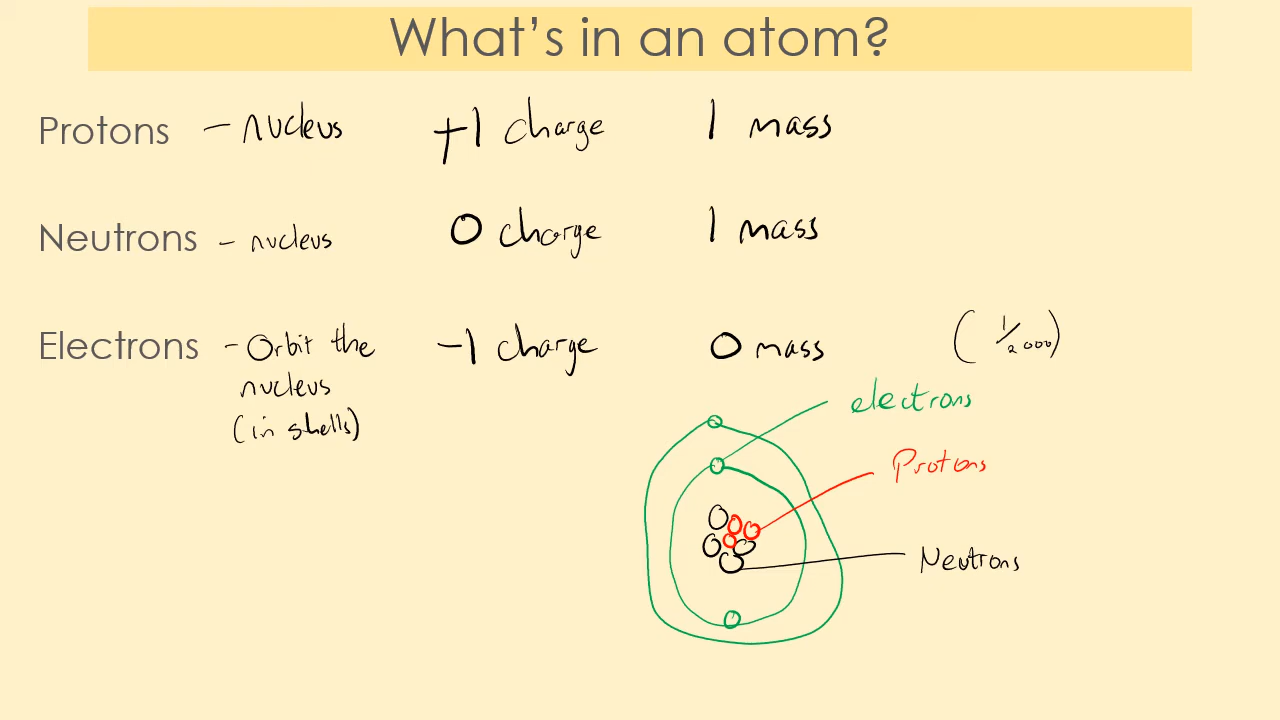 What's in an atom?
Protons - nucleus +1 charge 1 mass
Neutrons - nucleus 0 charge 1 mass
Electrons - Orbit the nucleus (in shells) -1 charge 0 mass (1/2000)
electrons
Protons
Neutrons